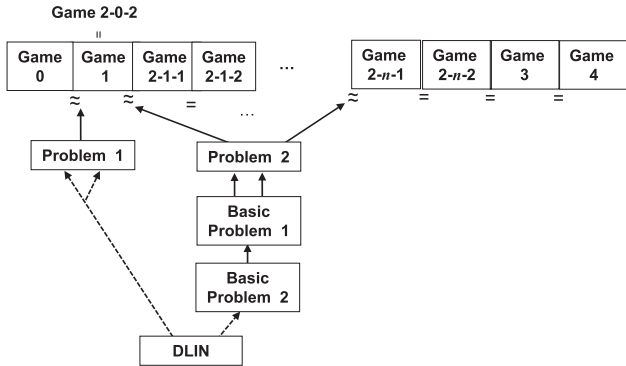 Game 2-0-2
=
Game 0
Game 1
Game 2-1-1
Game 2-1-2
...
Game 2-n-1
Game 2-n-2
Game 3
Game 4
≈ ≈ = ... ≈ = = =
Problem 1
Problem 2
Basic
Problem 1
Basic
Problem 2
DLIN